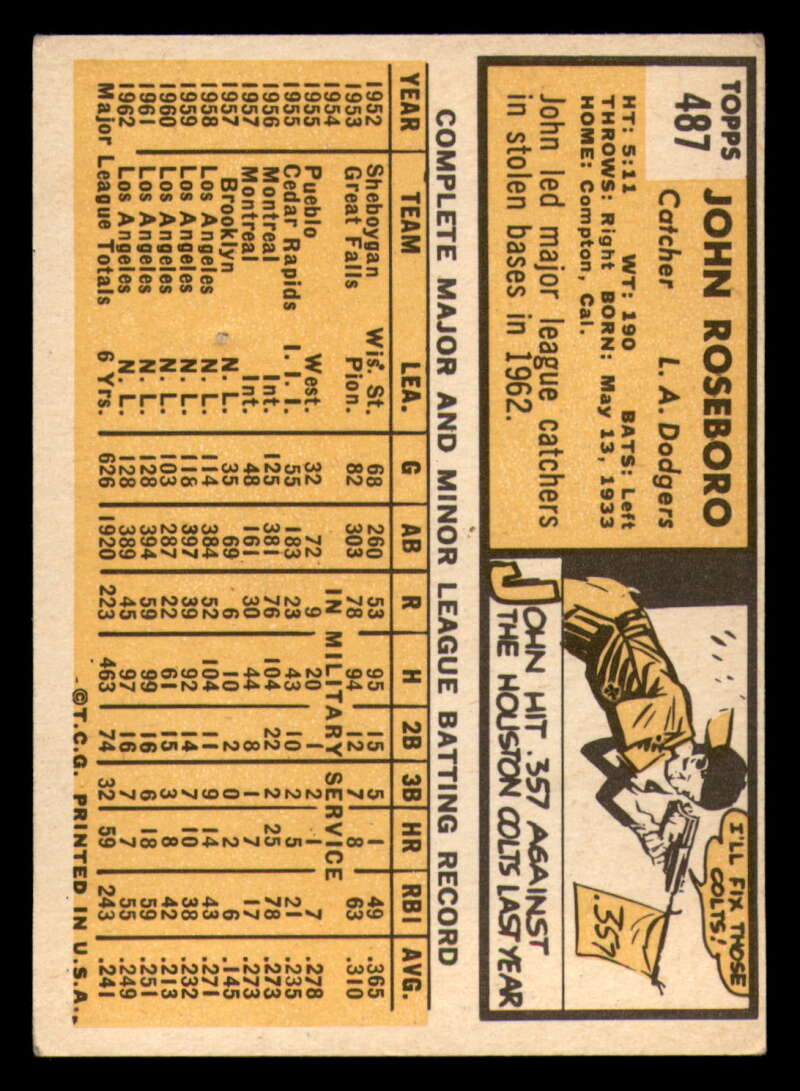 TOPPS
487
JOHN ROSEBORO
Catcher L. A. Dodgers
HT: 5:11 WT: 190 BATS: Left
THROWS: Right BORN: May 13, 1933
HOME: Compton, Cal.
John led major league catchers
in stolen bases in 1962.
I'LL FIX THOSE
COLTS!
.357
JOHN HIT .357 AGAINST
THE HOUSTON COLTS LAST YEAR
COMPLETE MAJOR AND MINOR LEAGUE BATTING RECORD
YEAR TEAM LEA. G AB R H 2B 3B HR RBI AVG.
1952 Sheboygan Wis. St. 68 260 53 95 15 5 1 49 .365
1953 Great Falls Pion. 82 303 78 94 12 7 8 63 .310
1954 IN MILITARY SERVICE
1955 Pueblo West. 32 72 9 20 1 2 1 7 .278
1955 Cedar Rapids I. I. I. 55 183 23 43 10 2 5 21 .235
1956 Montreal Int. 125 381 76 104 22 2 25 78 .273
1957 Montreal Int. 48 161 30 44 8 1 7 17 .273
1957 Brooklyn N. L. 35 69 6 10 2 0 2 6 .145
1958 Los Angeles N. L. 114 384 52 104 11 9 14 43 .271
1959 Los Angeles N. L. 118 397 39 92 14 7 10 38 .232
1960 Los Angeles N. L. 103 287 22 61 15 3 8 42 .213
1961 Los Angeles N. L. 128 394 59 99 16 6 18 59 .251
1962 Los Angeles N. L. 128 389 45 97 16 7 7 55 .249
Major League Totals 6 Yrs. 626 1920 223 463 74 32 59 243 .241
©T.C.G. PRINTED IN U.S.A.